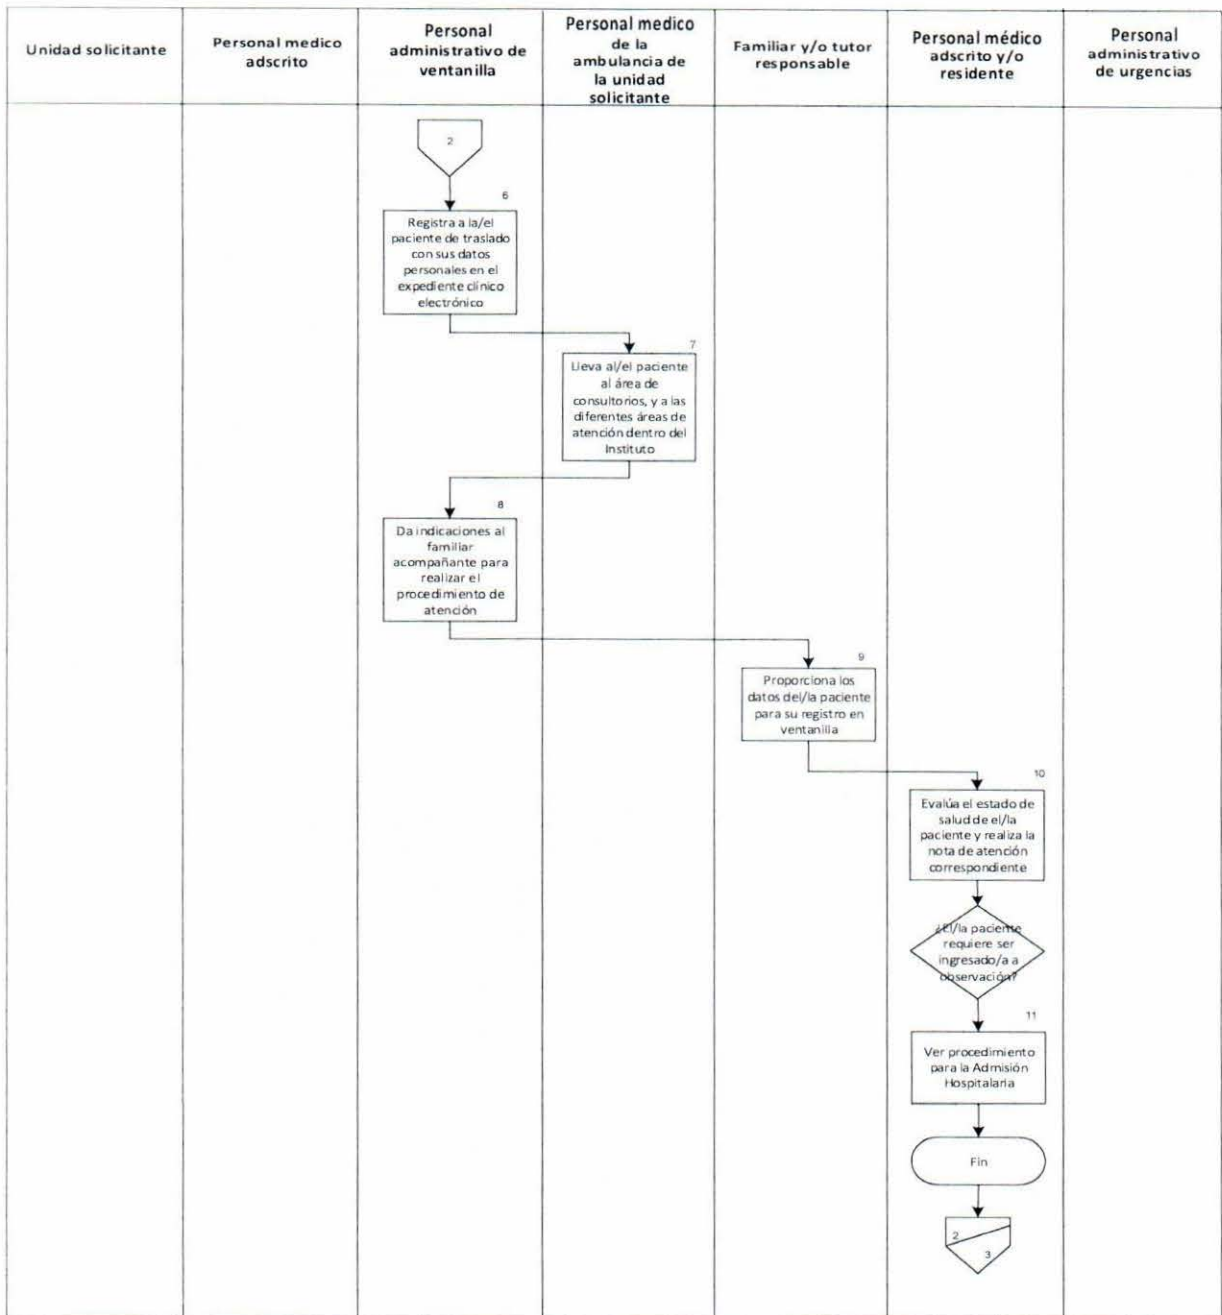 Unidad solicitante
Personal medico
adscrito
Personal
administrativo de
ventanilla
Personal medico
de la
ambulancia de
la unidad
solicitante
Familiar y/o tutor
responsable
Personal médico
adscrito y/o
residente
Personal
administrativo
de urgencias
2
6
Registra a la/el
paciente de traslado
con sus datos
personales en el
expediente clínico
electrónico
7
Lleva al/el paciente
al área de
consultorios, y a las
diferentes áreas de
atención dentro del
Instituto
8
Da indicaciones al
familiar
acompañante para
realizar el
procedimiento de
atención
9
Proporciona los
datos del/la paciente
para su registro en
ventanilla
10
Evalúa el estado de
salud de el/la
paciente y realiza la
nota de atención
correspondiente
¿El/la paciente
requiere ser
ingresado/a a
observación?
11
Ver procedimiento
para la Admisión
Hospitalaria
Fin
2
3